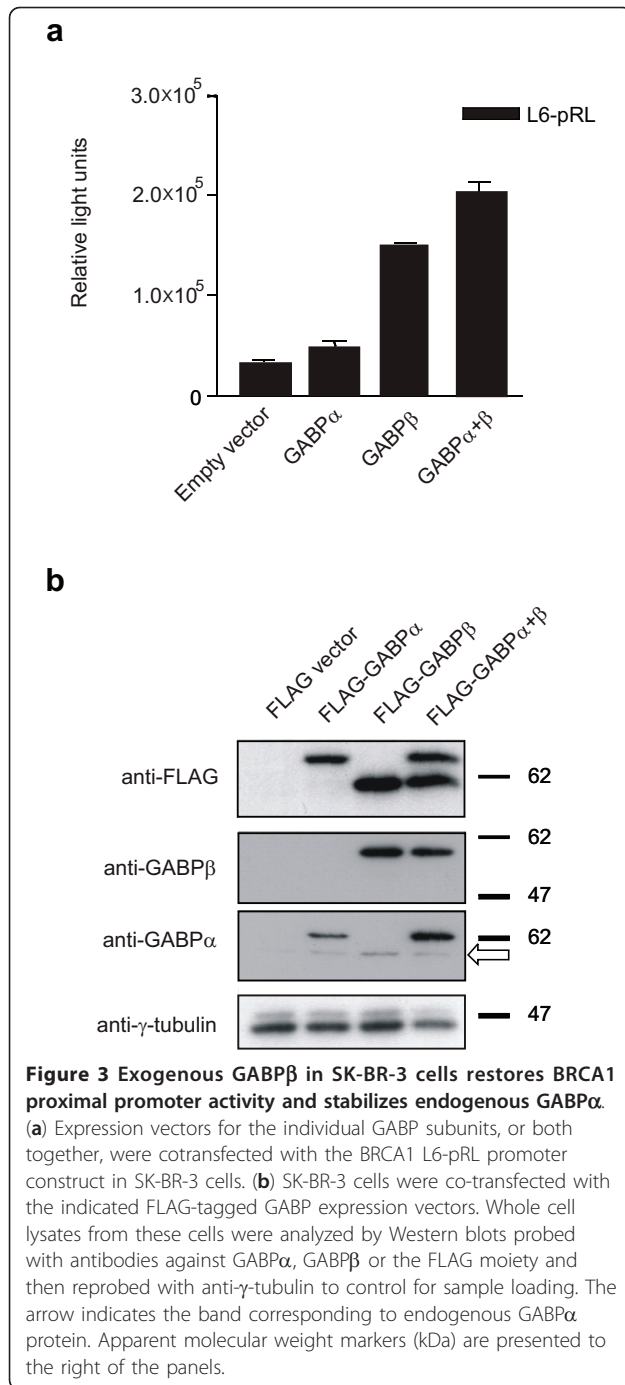 a
3.0×10⁵
2.0×10⁵
1.0×10⁵
0
Relative light units
L6-pRL
Empty vector
GABPα
GABPβ
GABPα+β
b
FLAG vector
FLAG-GABPα
FLAG-GABPβ
FLAG-GABPα+β
anti-FLAG
62
anti-GABPβ
62
47
anti-GABPα
62
anti-γ-tubulin
47
Figure 3 Exogenous GABPβ in SK-BR-3 cells restores BRCA1
proximal promoter activity and stabilizes endogenous GABPα.
(a) Expression vectors for the individual GABP subunits, or both
together, were cotransfected with the BRCA1 L6-pRL promoter
construct in SK-BR-3 cells. (b) SK-BR-3 cells were co-transfected with
the indicated FLAG-tagged GABP expression vectors. Whole cell
lysates from these cells were analyzed by Western blots probed
with antibodies against GABPα, GABPβ or the FLAG moiety and
then reprobed with anti-γ-tubulin to control for sample loading. The
arrow indicates the band corresponding to endogenous GABPα
protein. Apparent molecular weight markers (kDa) are presented to
the right of the panels.